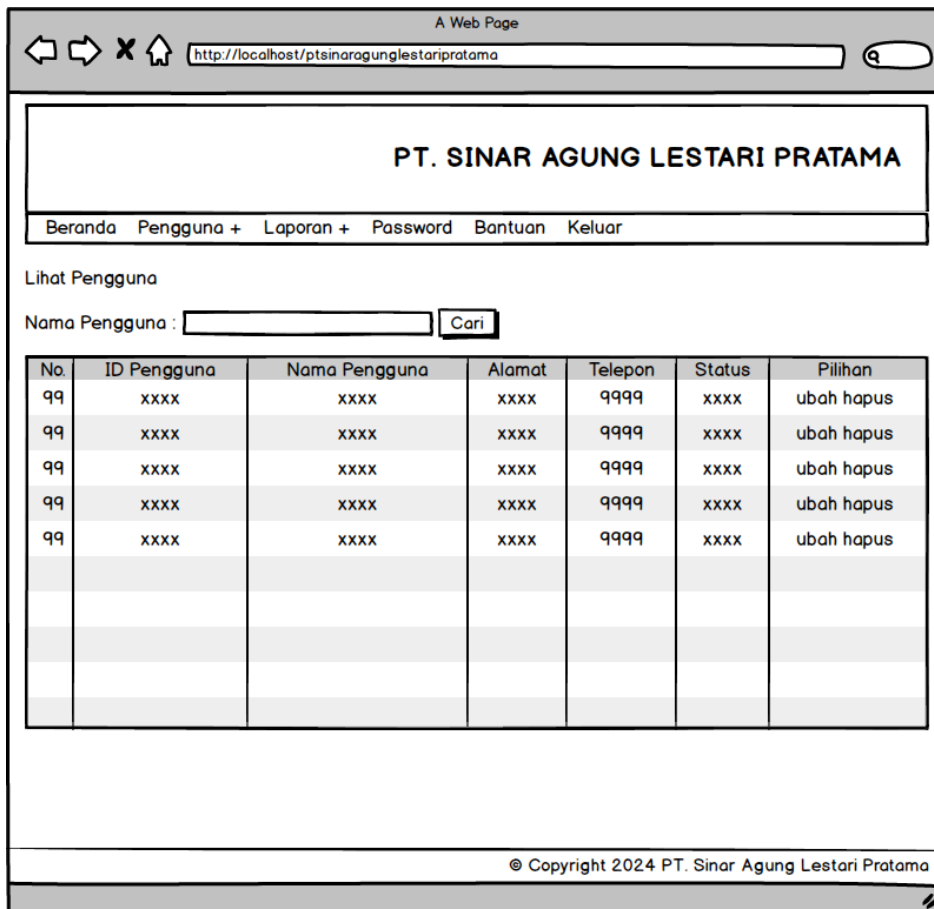 A Web Page
http://localhost/ptsinaragunglestaripratama
PT. SINAR AGUNG LESTARI PRATAMA
Beranda Pengguna + Laporan + Password Bantuan Keluar
Lihat Pengguna
Nama Pengguna : Cari
No. ID Pengguna Nama Pengguna Alamat Telepon Status Pilihan
99 xxxx xxxx xxxx 9999 xxxx ubah hapus
99 xxxx xxxx xxxx 9999 xxxx ubah hapus
99 xxxx xxxx xxxx 9999 xxxx ubah hapus
99 xxxx xxxx xxxx 9999 xxxx ubah hapus
99 xxxx xxxx xxxx 9999 xxxx ubah hapus
© Copyright 2024 PT. Sinar Agung Lestari Pratama